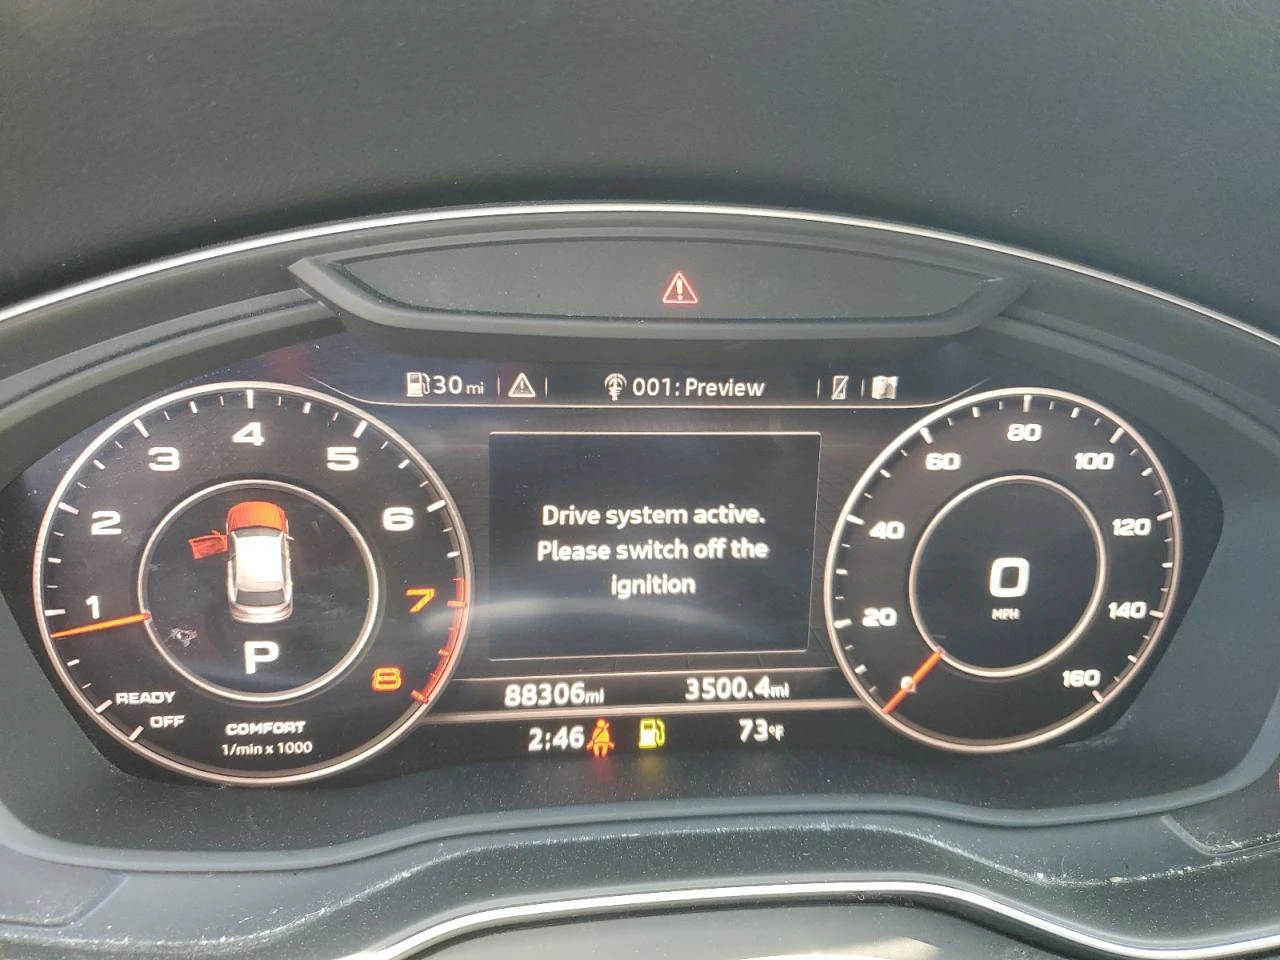 30 mi
001: Preview
1
2
3
4
5
6
7
8
P
READY
OFF
COMFORT
1/min x 1000
Drive system active.
Please switch off the
ignition
88306mi
3500.4mi
2:46
73°F
0
20
40
60
80
100
120
140
160
0
MPH